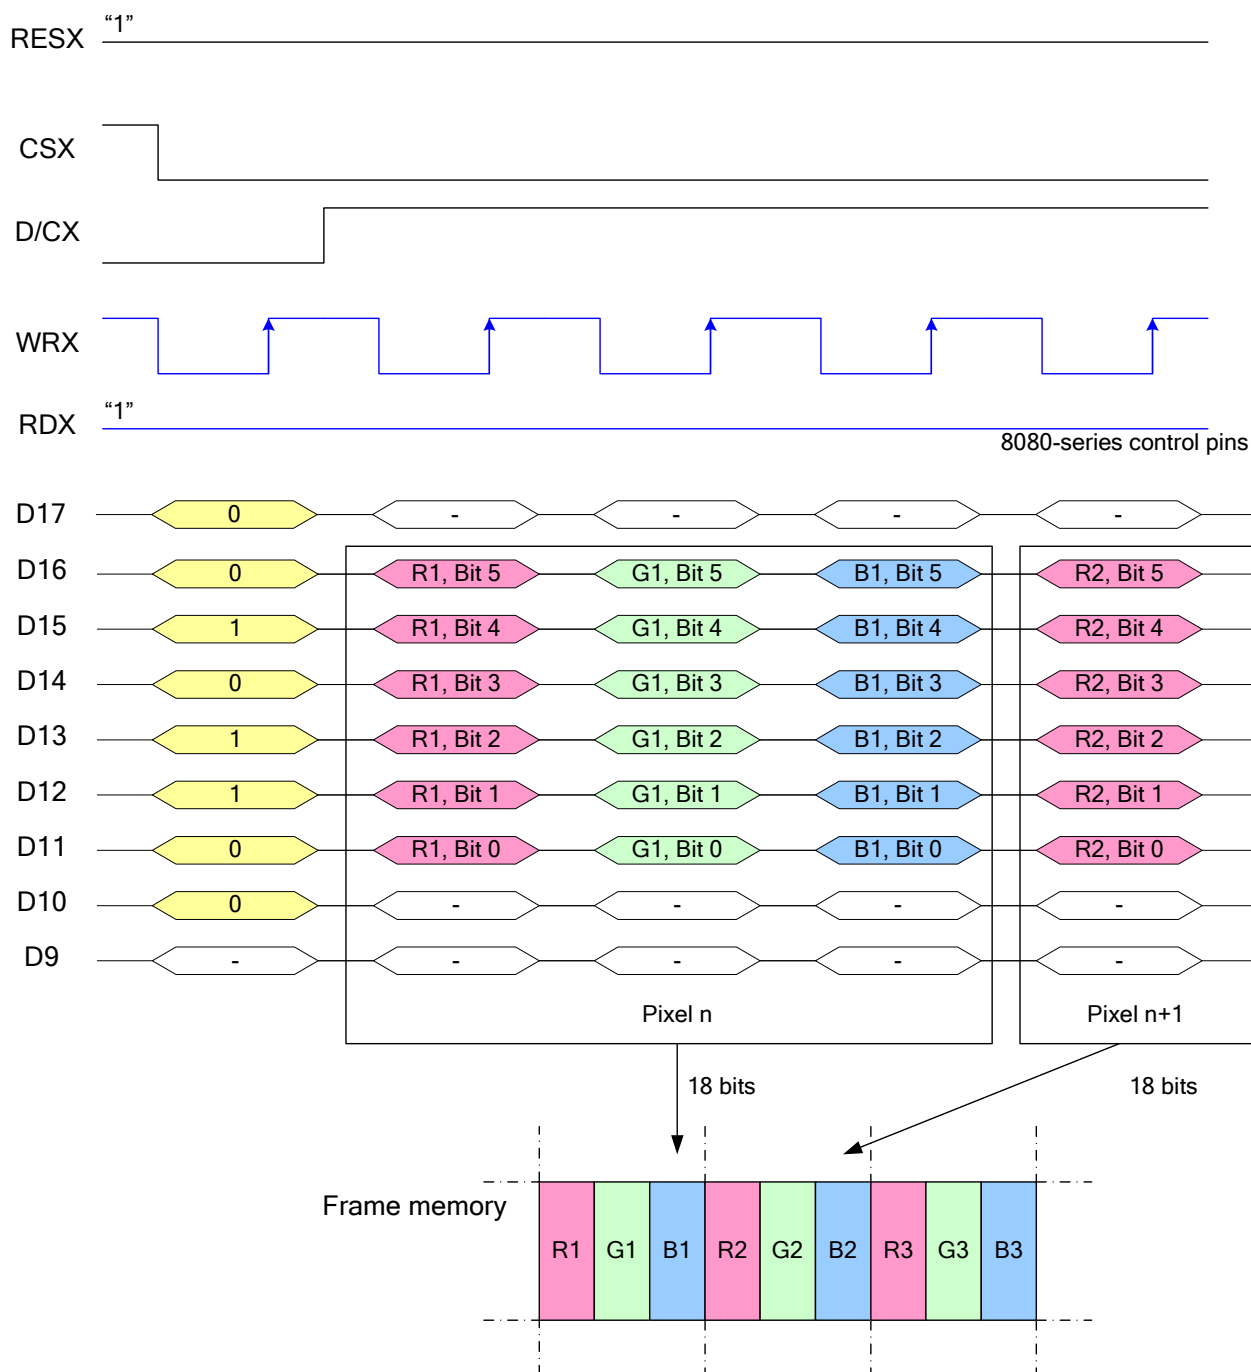 RESX “1”
CSX
D/CX
WRX
RDX “1”
8080-series control pins
D17 0 - - - -
D16 0 R1, Bit 5 G1, Bit 5 B1, Bit 5 R2, Bit 5
D15 1 R1, Bit 4 G1, Bit 4 B1, Bit 4 R2, Bit 4
D14 0 R1, Bit 3 G1, Bit 3 B1, Bit 3 R2, Bit 3
D13 1 R1, Bit 2 G1, Bit 2 B1, Bit 2 R2, Bit 2
D12 1 R1, Bit 1 G1, Bit 1 B1, Bit 1 R2, Bit 1
D11 0 R1, Bit 0 G1, Bit 0 B1, Bit 0 R2, Bit 0
D10 0 - - - -
D9 - - - - -
Pixel n Pixel n+1
18 bits 18 bits
Frame memory
R1 G1 B1 R2 G2 B2 R3 G3 B3